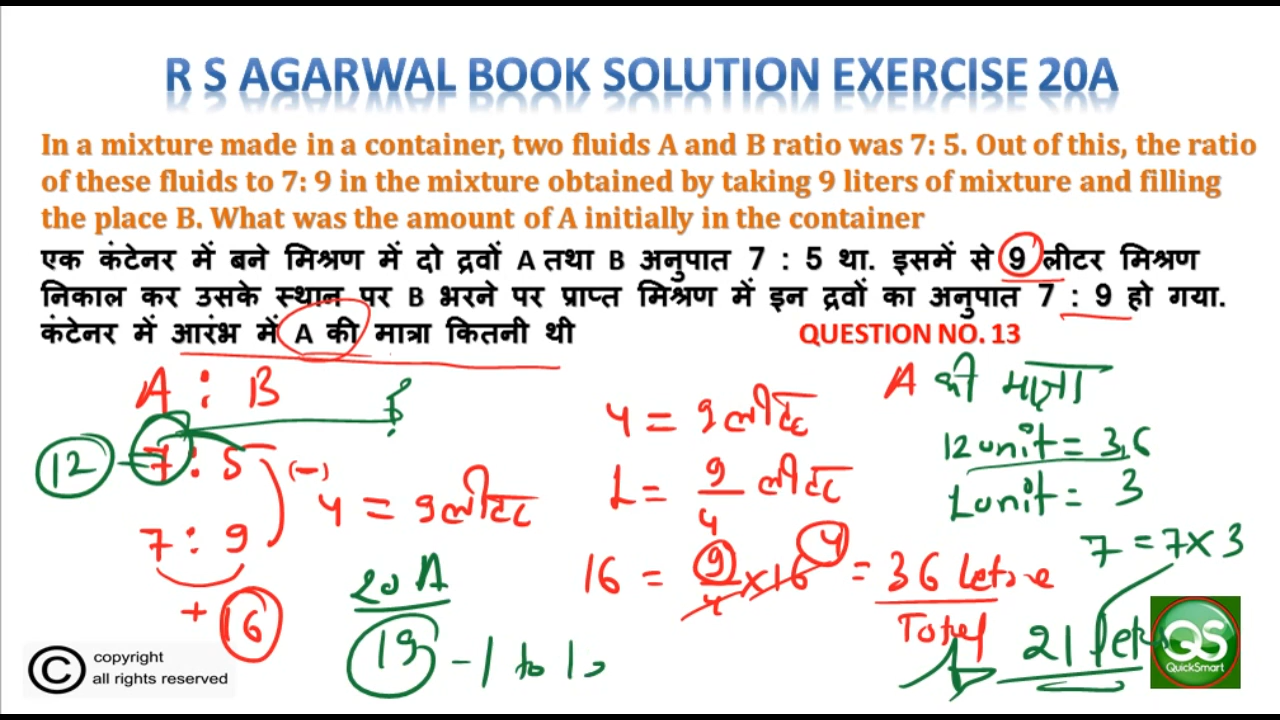 R S AGARWAL BOOK SOLUTION EXERCISE 20A
In a mixture made in a container, two fluids A and B ratio was 7: 5. Out of this, the ratio
of these fluids to 7: 9 in the mixture obtained by taking 9 liters of mixture and filling
the place B. What was the amount of A initially in the container
एक कंटेनर में बने मिश्रण में दो द्रवों A तथा B अनुपात 7 : 5 था. इसमें से 9 लीटर मिश्रण
निकाल कर उसके स्थान पर B भरने पर प्राप्त मिश्रण में इन द्रवों का अनुपात 7 : 9 हो गया.
कंटेनर में आरंभ में A की मात्रा कितनी थी QUESTION NO. 13
A : B
12 7 : 5
(-)
7 : 9
+ 16
4 = 9 लीटर
20 A
4 = 9 लीटर
1 = 9/4 लीटर
16 = 9/4 × 16 4 = 36
Total
A की मात्रा
12 unit = 36
1 unit = 3
7 = 7 × 3
21
QS
QuickSmart
copyright
all rights reserved